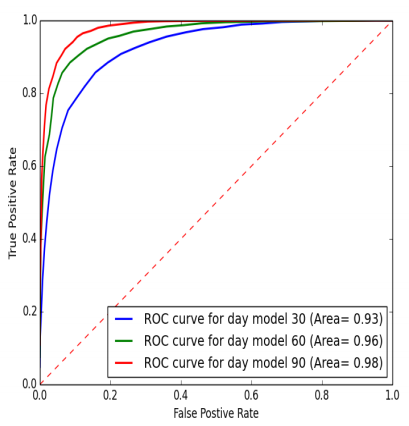 1.0
0.8
0.6
0.4
0.2
0.0
True Positive Rate
ROC curve for day model 30 (Area= 0.93)
ROC curve for day model 60 (Area= 0.96)
ROC curve for day model 90 (Area= 0.98)
0.0 0.2 0.4 0.6 0.8 1.0
False Postive Rate